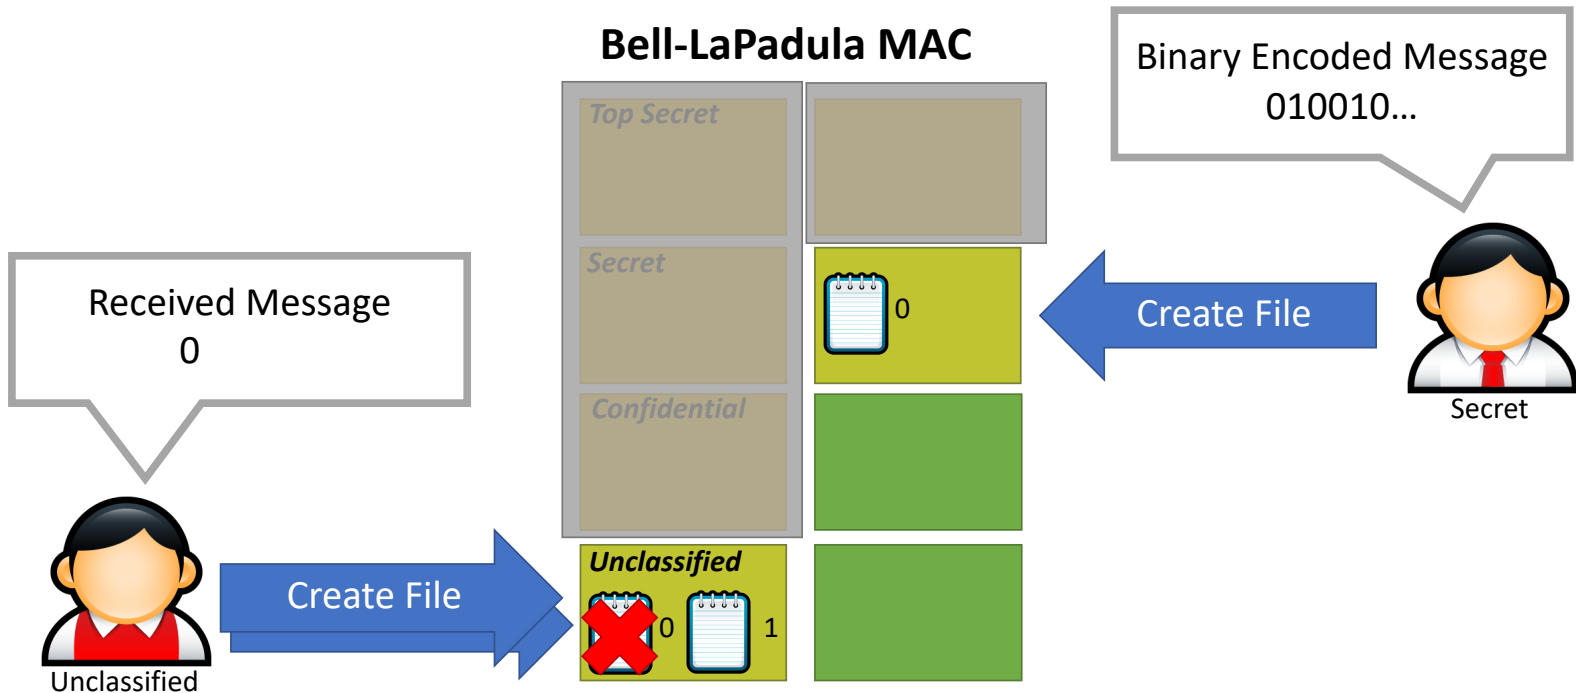 Bell-LaPadula MAC
Binary Encoded Message
010010...
Top Secret
Secret
0
Create File
Secret
Received Message
0
Confidential
Unclassified
0
1
Create File
Unclassified